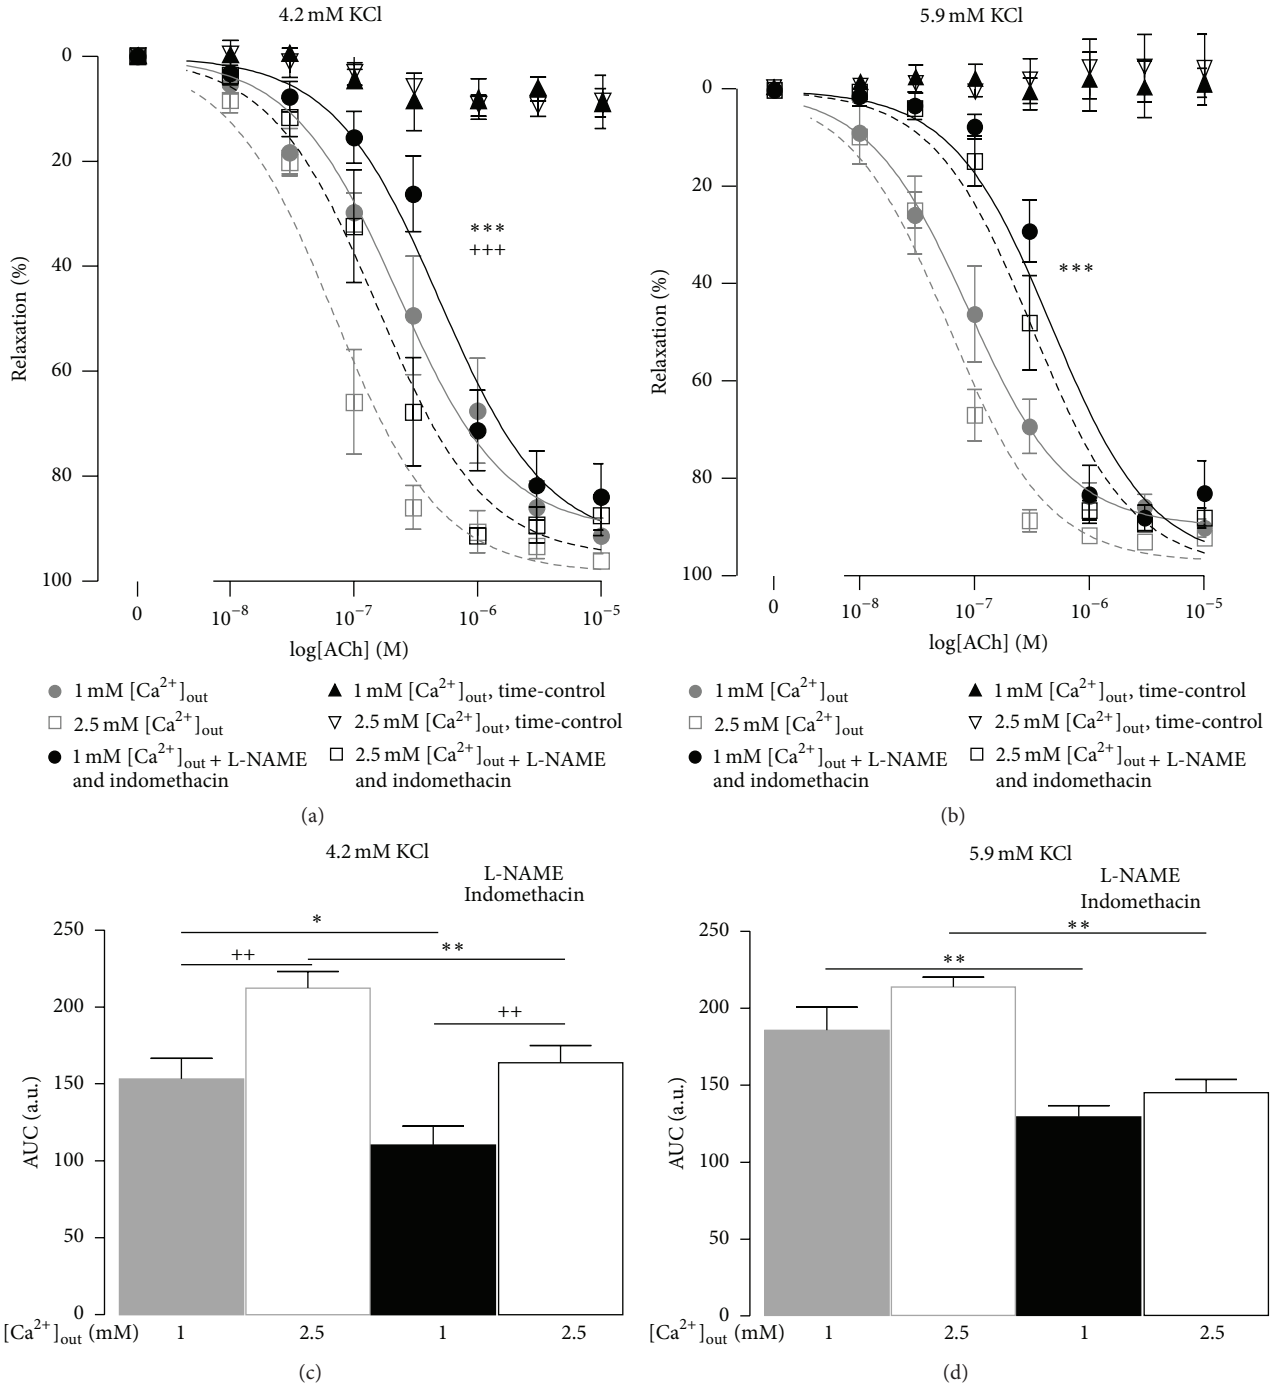 4.2 mM KCl
0
20
40
60
80
100
Relaxation (%)
***
+++
0
10⁻⁸
10⁻⁷
10⁻⁶
10⁻⁵
log[ACh] (M)
1 mM [Ca²⁺]out
2.5 mM [Ca²⁺]out
1 mM [Ca²⁺]out + L-NAME
and indomethacin
1 mM [Ca²⁺]out, time-control
2.5 mM [Ca²⁺]out, time-control
2.5 mM [Ca²⁺]out + L-NAME
and indomethacin
(a)
5.9 mM KCl
0
20
40
60
80
100
Relaxation (%)
***
0
10⁻⁸
10⁻⁷
10⁻⁶
10⁻⁵
log[ACh] (M)
1 mM [Ca²⁺]out
2.5 mM [Ca²⁺]out
1 mM [Ca²⁺]out + L-NAME
and indomethacin
1 mM [Ca²⁺]out, time-control
2.5 mM [Ca²⁺]out, time-control
2.5 mM [Ca²⁺]out + L-NAME
and indomethacin
(b)
4.2 mM KCl
L-NAME
Indomethacin
250
200
150
100
50
0
AUC (a.u.)
*
++
**
++
[Ca²⁺]out (mM)
1
2.5
1
2.5
(c)
5.9 mM KCl
L-NAME
Indomethacin
250
200
150
100
50
0
AUC (a.u.)
**
**
[Ca²⁺]out (mM)
1
2.5
1
2.5
(d)